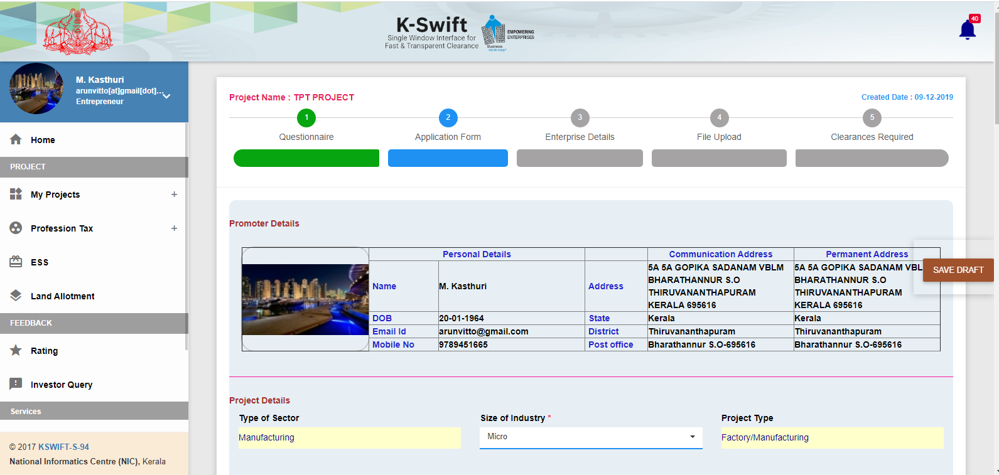 K-Swift
Single Window Interface for
Fast & Transparent Clearance
Business
EMPOWERING
ENTERPRISES
40
M. Kasthuri
arunvitto[at]gmail[dot]...
Entrepreneur
Home
PROJECT
My Projects +
Profession Tax +
ESS
Land Allotment
FEEDBACK
Rating
Investor Query
Services
© 2017 KSWIFT-S-94
National Informatics Centre (NIC), Kerala
Project Name : TPT PROJECT
Created Date : 09-12-2019
1 2 3 4 5
Questionnaire Application Form Enterprise Details File Upload Clearances Required
Promoter Details
Personal Details Communication Address Permanent Address
Name M. Kasthuri Address
5A 5A GOPIKA SADANAM VBLM
BHARATHANNUR S.O
THIRUVANANTHAPURAM
KERALA 695616
5A 5A GOPIKA SADANAM VBL
BHARATHANNUR S.O
THIRUVANANTHAPURAM
KERALA 695616
DOB 20-01-1964 State Kerala Kerala
Email Id arunvitto@gmail.com District Thiruvananthapuram Thiruvananthapuram
Mobile No 9789451665 Post office Bharathannur S.O-695616 Bharathannur S.O-695616
SAVE DRAFT
Project Details
Type of Sector Size of Industry * Project Type
Manufacturing Micro Factory/Manufacturing